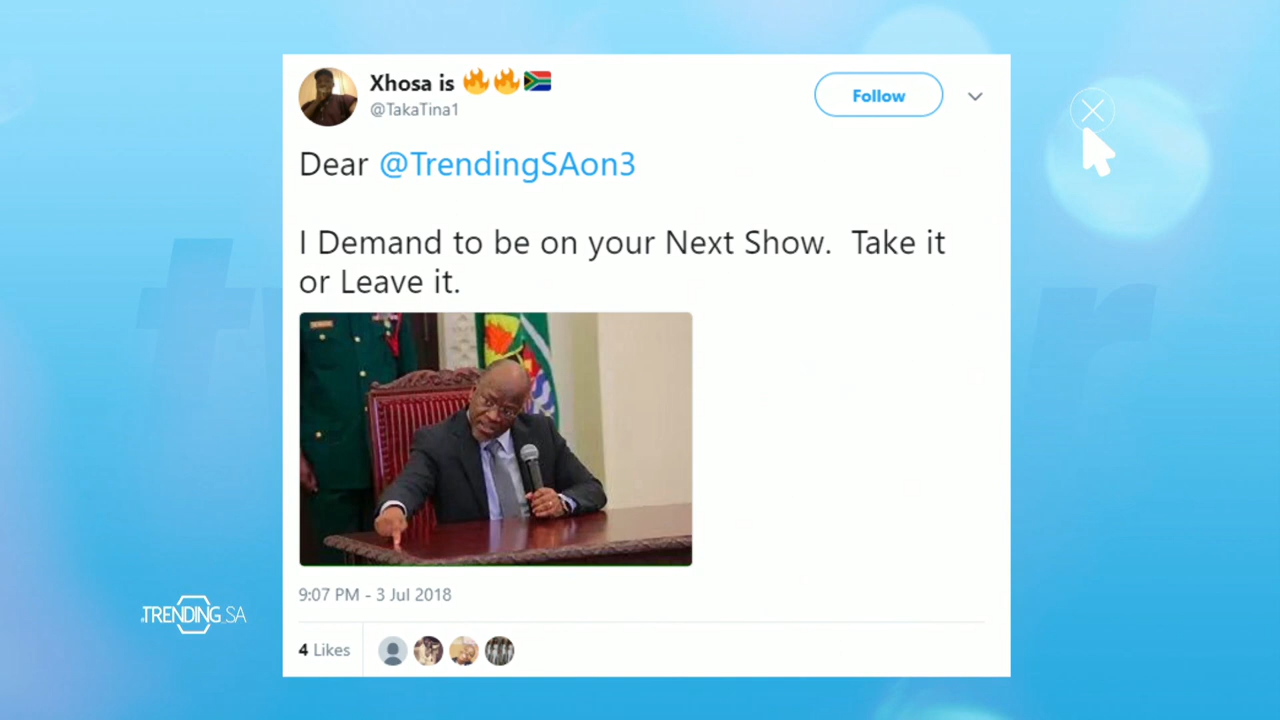 Xhosa is 🔥🔥🇿🇦
@TakaTina1
Follow
Dear @TrendingSAon3
I Demand to be on your Next Show. Take it
or Leave it.
9:07 PM - 3 Jul 2018
4 Likes
TRENDING SA